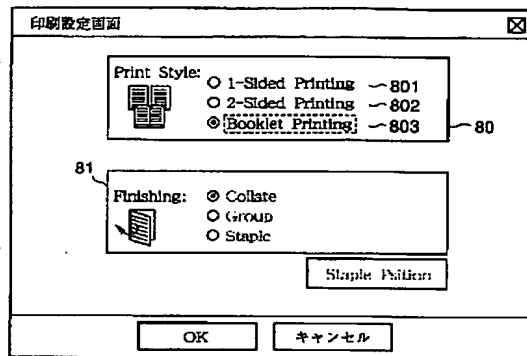 印刷設定画面
Print Style:
1-Sided Printing 801
2-Sided Printing 802
Booklet Printing 803
80
81
Finishing:
Collate
Group
Staple
Staple Psition
OK
キャンセル